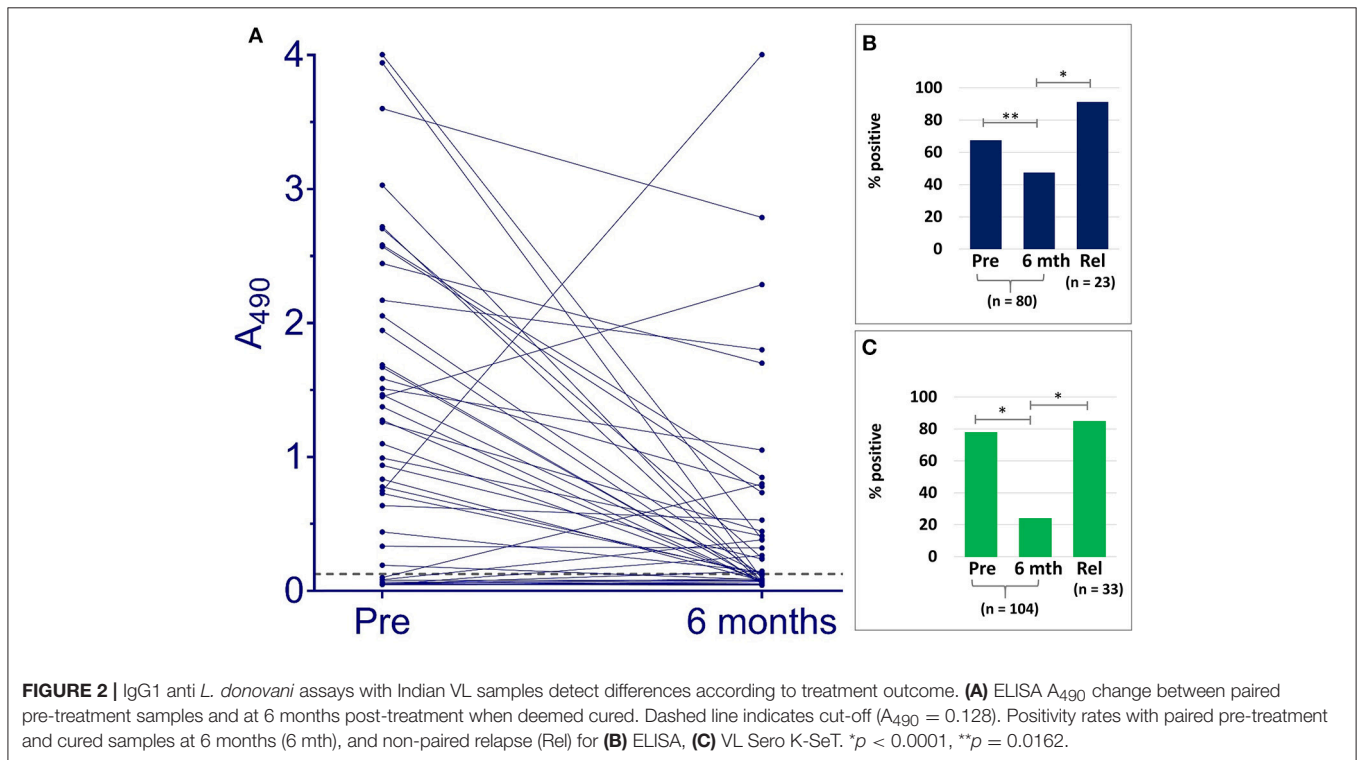 A
4
3
2
1
0
A490
Pre
6 months
B
100
80
60
40
20
0
% positive
*
**
Pre
6 mth
Rel
(n = 80)
(n = 23)
C
100
80
60
40
20
0
% positive
*
*
Pre
6 mth
Rel
(n = 104)
(n = 33)
FIGURE 2 | IgG1 anti L. donovani assays with Indian VL samples detect differences according to treatment outcome. (A) ELISA A490 change between paired
pre-treatment samples and at 6 months post-treatment when deemed cured. Dashed line indicates cut-off (A490 = 0.128). Positivity rates with paired pre-treatment
and cured samples at 6 months (6 mth), and non-paired relapse (Rel) for (B) ELISA, (C) VL Sero K-SeT. *p < 0.0001, **p = 0.0162.